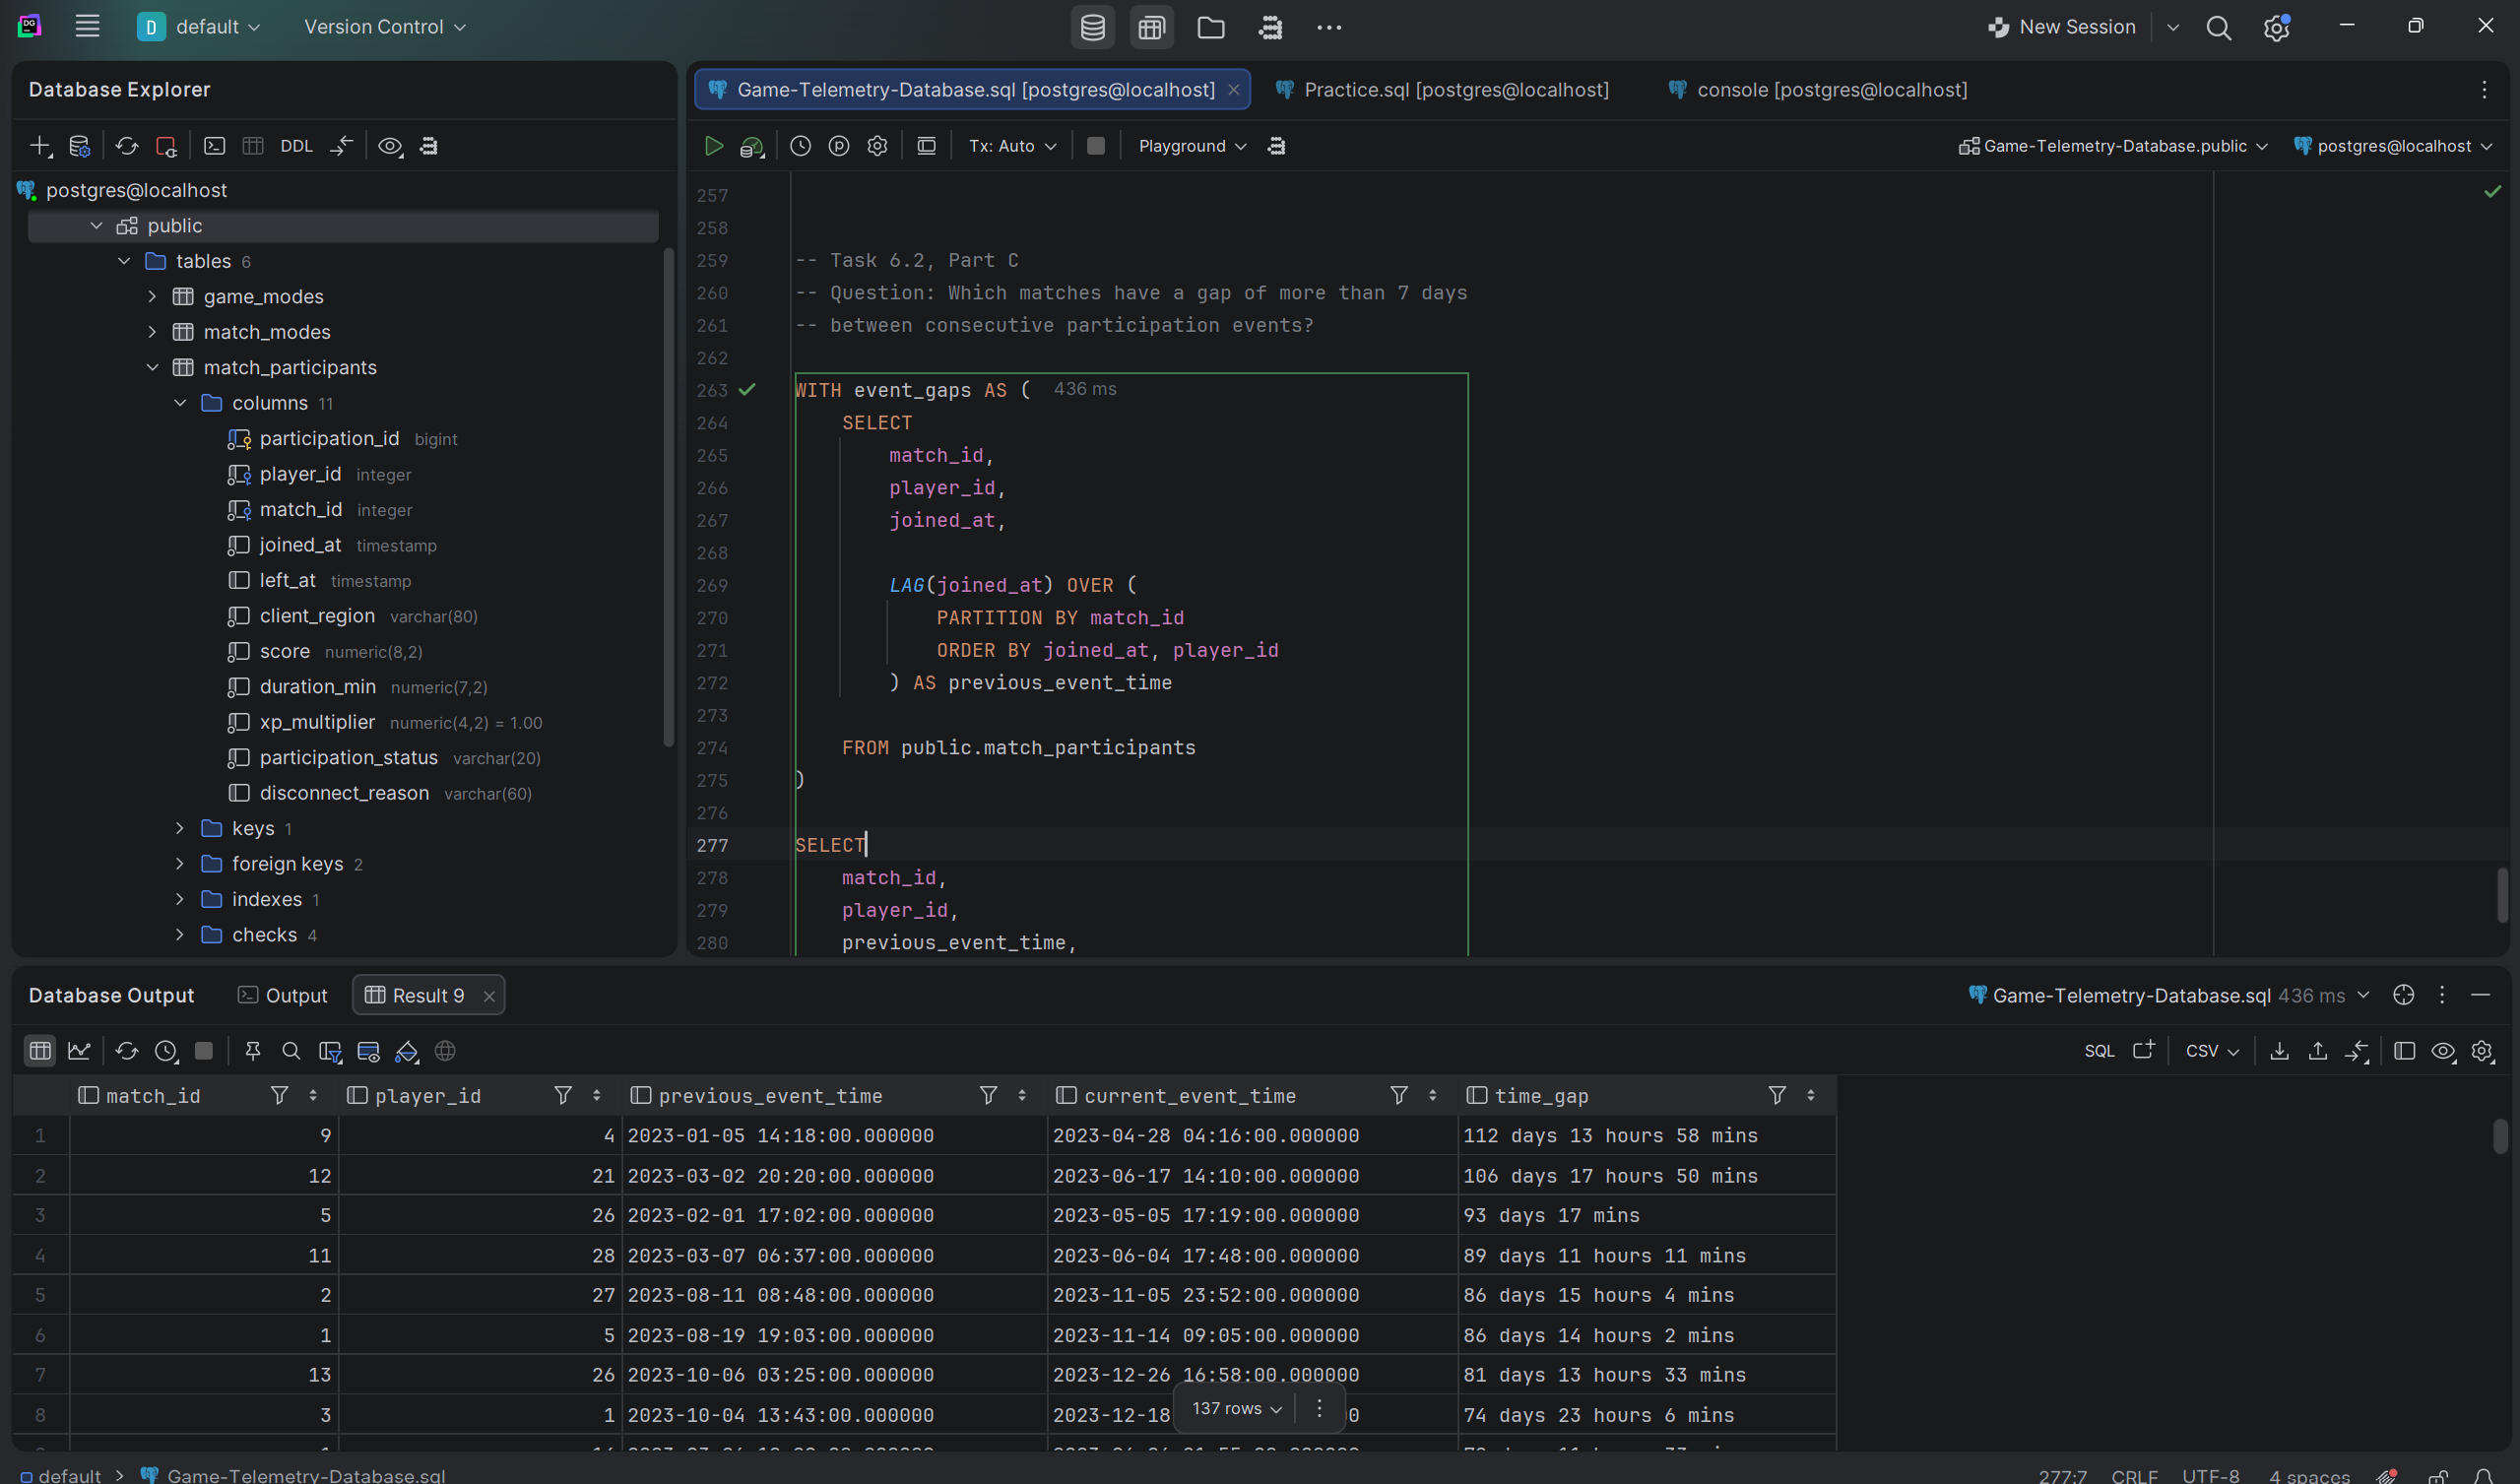 DG
D default
Version Control
New Session
Database Explorer
DDL
postgres@localhost
public
tables 6
game_modes
match_modes
match_participants
columns 11
participation_id bigint
player_id integer
match_id integer
joined_at timestamp
left_at timestamp
client_region varchar(80)
score numeric(8,2)
duration_min numeric(7,2)
xp_multiplier numeric(4,2) = 1.00
participation_status varchar(20)
disconnect_reason varchar(60)
keys 1
foreign keys 2
indexes 1
checks 4
Game-Telemetry-Database.sql [postgres@localhost]
Practice.sql [postgres@localhost]
console [postgres@localhost]
Tx: Auto
Playground
Game-Telemetry-Database.public
postgres@localhost
257
258
259 -- Task 6.2, Part C
260 -- Question: Which matches have a gap of more than 7 days
261 -- between consecutive participation events?
262
263 WITH event_gaps AS ( 436 ms
264 SELECT
265 match_id,
266 player_id,
267 joined_at,
268
269 LAG(joined_at) OVER (
270 PARTITION BY match_id
271 ORDER BY joined_at, player_id
272 ) AS previous_event_time
273
274 FROM public.match_participants
275 )
276
277 SELECT
278 match_id,
279 player_id,
280 previous_event_time,
Database Output
Output
Result 9
Game-Telemetry-Database.sql 436 ms
SQL
CSV
match_id player_id previous_event_time current_event_time time_gap
1 9 4 2023-01-05 14:18:00.000000 2023-04-28 04:16:00.000000 112 days 13 hours 58 mins
2 12 21 2023-03-02 20:20:00.000000 2023-06-17 14:10:00.000000 106 days 17 hours 50 mins
3 5 26 2023-02-01 17:02:00.000000 2023-05-05 17:19:00.000000 93 days 17 mins
4 11 28 2023-03-07 06:37:00.000000 2023-06-04 17:48:00.000000 89 days 11 hours 11 mins
5 2 27 2023-08-11 08:48:00.000000 2023-11-05 23:52:00.000000 86 days 15 hours 4 mins
6 1 5 2023-08-19 19:03:00.000000 2023-11-14 09:05:00.000000 86 days 14 hours 2 mins
7 13 26 2023-10-06 03:25:00.000000 2023-12-26 16:58:00.000000 81 days 13 hours 33 mins
8 3 1 2023-10-04 13:43:00.000000 2023-12-18 0 74 days 23 hours 6 mins
137 rows
default > Game-Telemetry-Database.sql
277:7 CRLF UTF-8 4 spaces